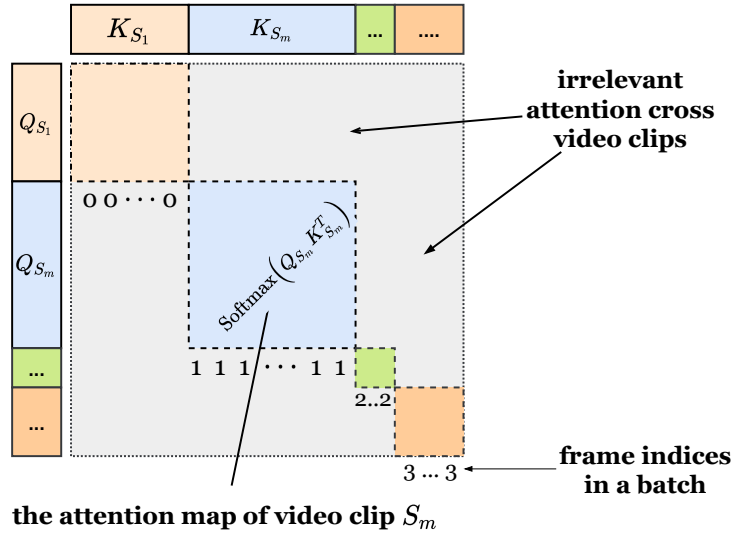 K_{S_1} K_{S_m} ... ....
Q_{S_1}
irrelevant
attention cross
video clips
0 0 · · · 0
Q_{S_m}
Softmax(Q_{S_m} K_{S_m}^T)
...
1 1 1 · · · 1 1
2..2
...
3 ... 3
frame indices
in a batch
the attention map of video clip S_m